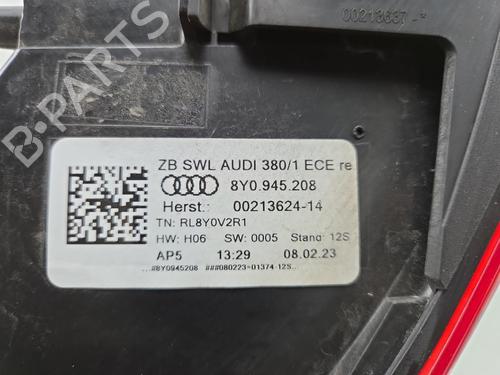 00213637-*
B-PARTS
ZB SWL AUDI 380/1 ECE re
8Y0.945.208
Herst.: 00213624-14
TN: RL8Y0V2R1
HW: H06 SW: 0005 Stand: 12S
AP5 13:29 08.02.23
...#8Y0945208 ###080223*01374-12S...